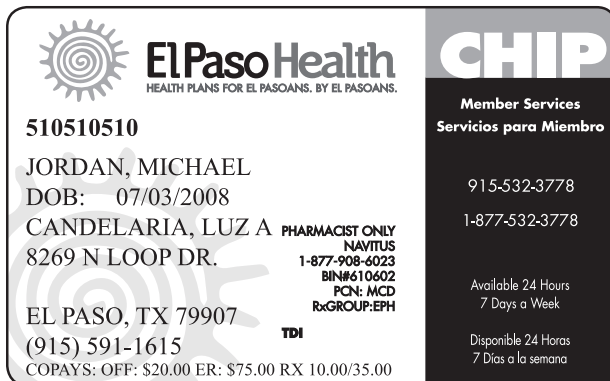 El Paso Health
HEALTH PLANS FOR EL PASOANS. BY EL PASOANS.
510510510
JORDAN, MICHAEL
DOB: 07/03/2008
CANDELARIA, LUZ A
8269 N LOOP DR.
EL PASO, TX 79907
(915) 591-1615
COPAYS: OFF: $20.00 ER: $75.00 RX 10.00/35.00
PHARMACIST ONLY
NAVITUS
1-877-908-6023
BIN#610602
PCN: MCD
RxGROUP:EPH
TDI
CHIP
Member Services
Servicios para Miembro
915-532-3778
1-877-532-3778
Available 24 Hours
7 Days a Week
Disponible 24 Horas
7 Días a la semana